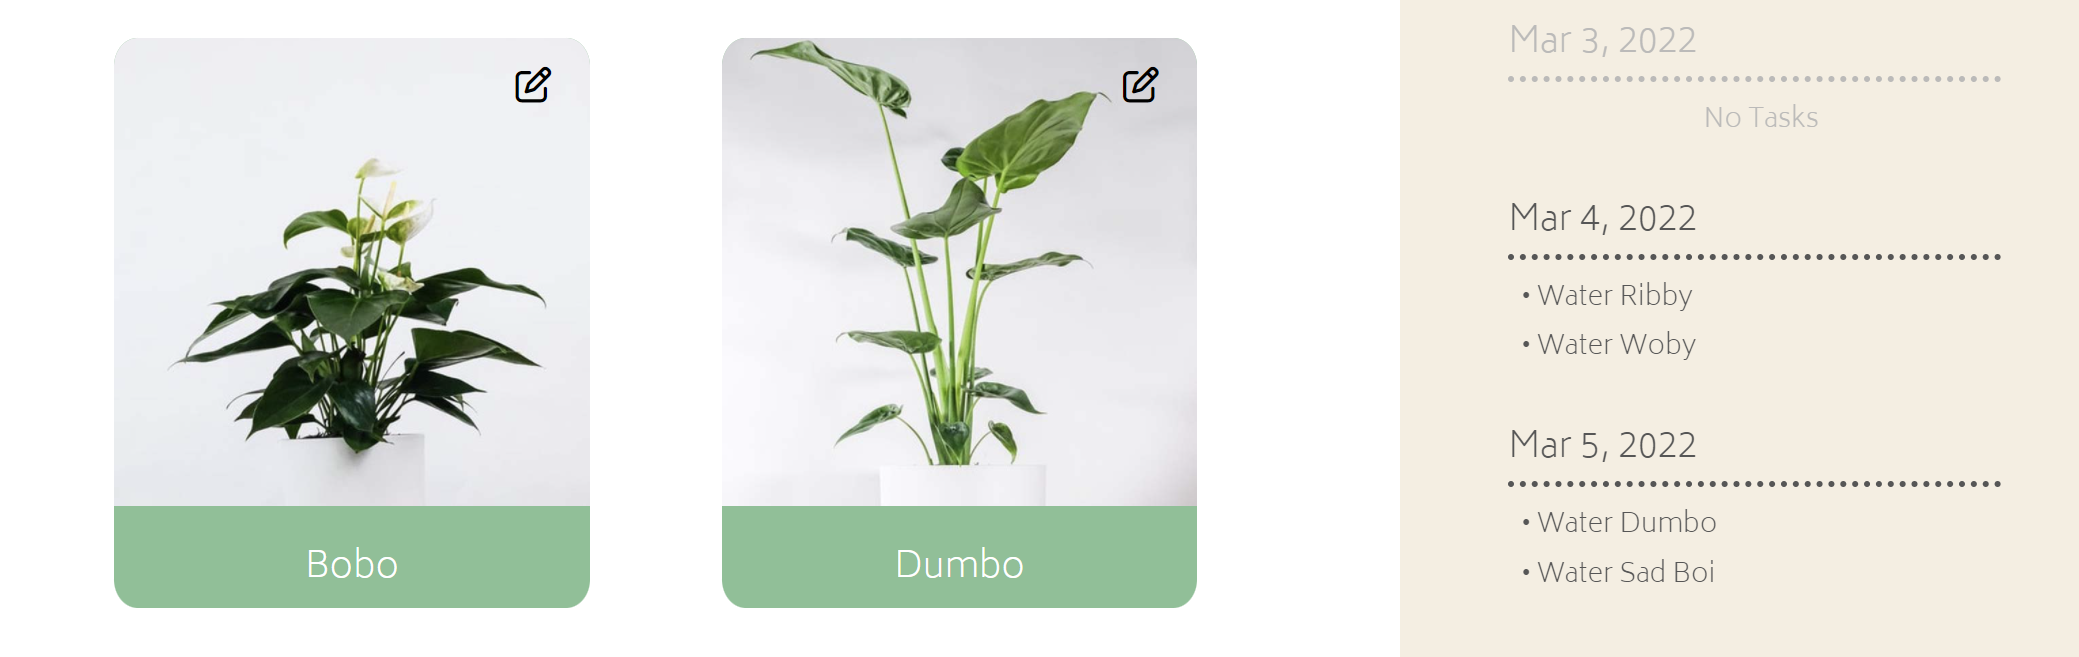 Bobo
Dumbo
Mar 3, 2022
No Tasks
Mar 4, 2022
• Water Ribby
• Water Woby
Mar 5, 2022
• Water Dumbo
• Water Sad Boi